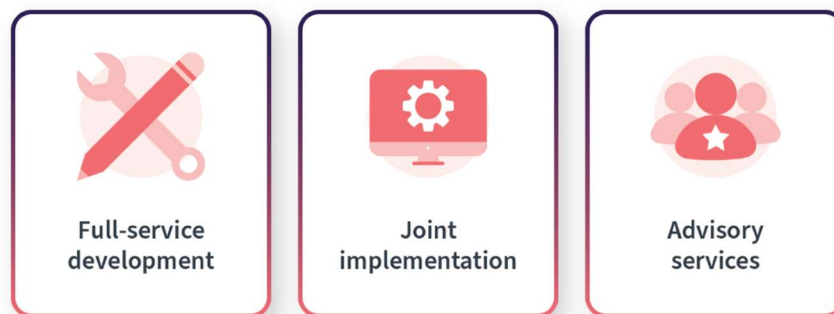 Full-service
development
Joint
implementation
Advisory
services